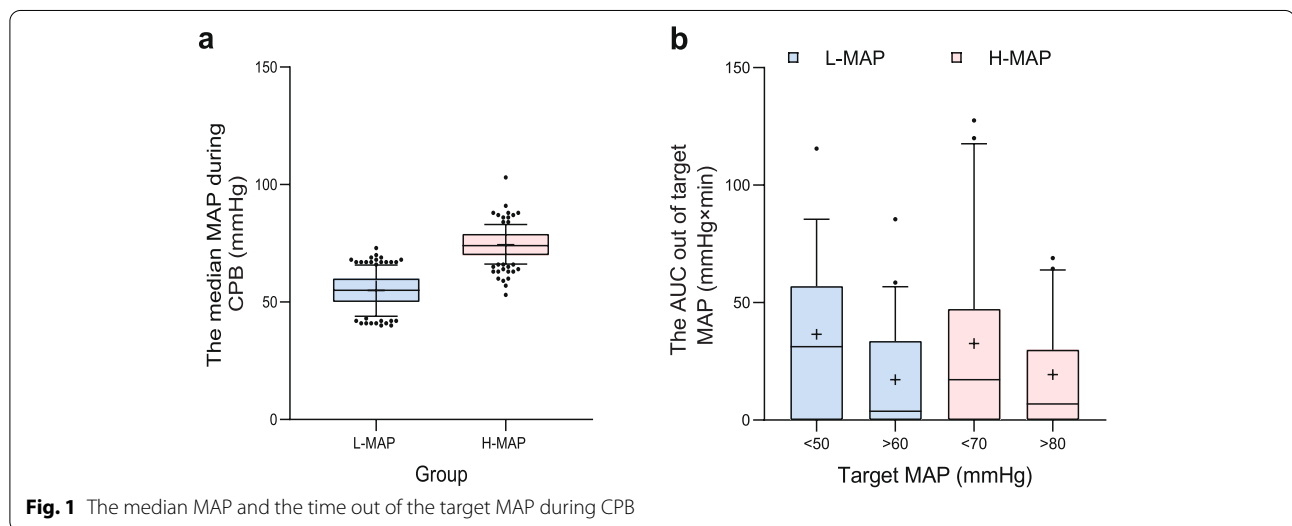 a
150
100
50
0
The median MAP during
CPB (mmHg)
L-MAP
H-MAP
Group
b
L-MAP
H-MAP
150
100
50
0
The AUC out of target
MAP (mmHg×min)
<50
>60
<70
>80
Target MAP (mmHg)
Fig. 1 The median MAP and the time out of the target MAP during CPB